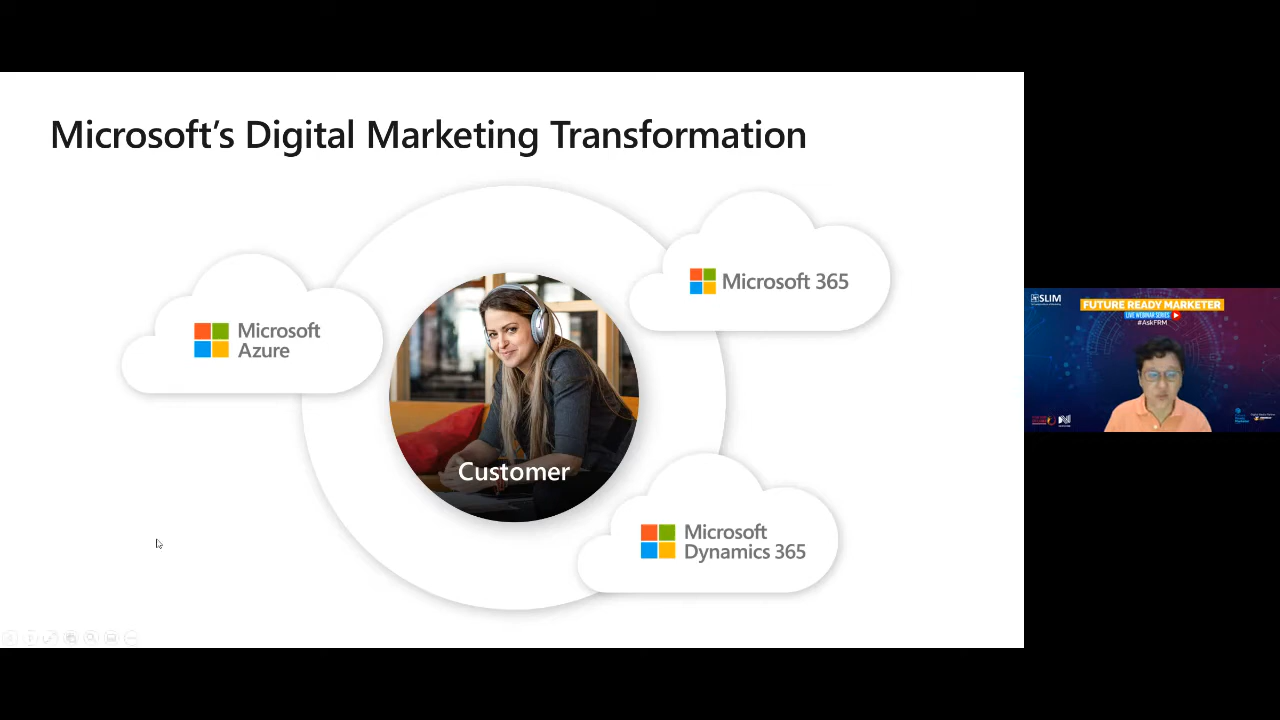 Microsoft's Digital Marketing Transformation
Microsoft 365
Microsoft
Azure
Customer
Microsoft
Dynamics 365
SLIM
FUTURE READY MARKETER
LIVE WEBINAR SERIES
#AskFRM